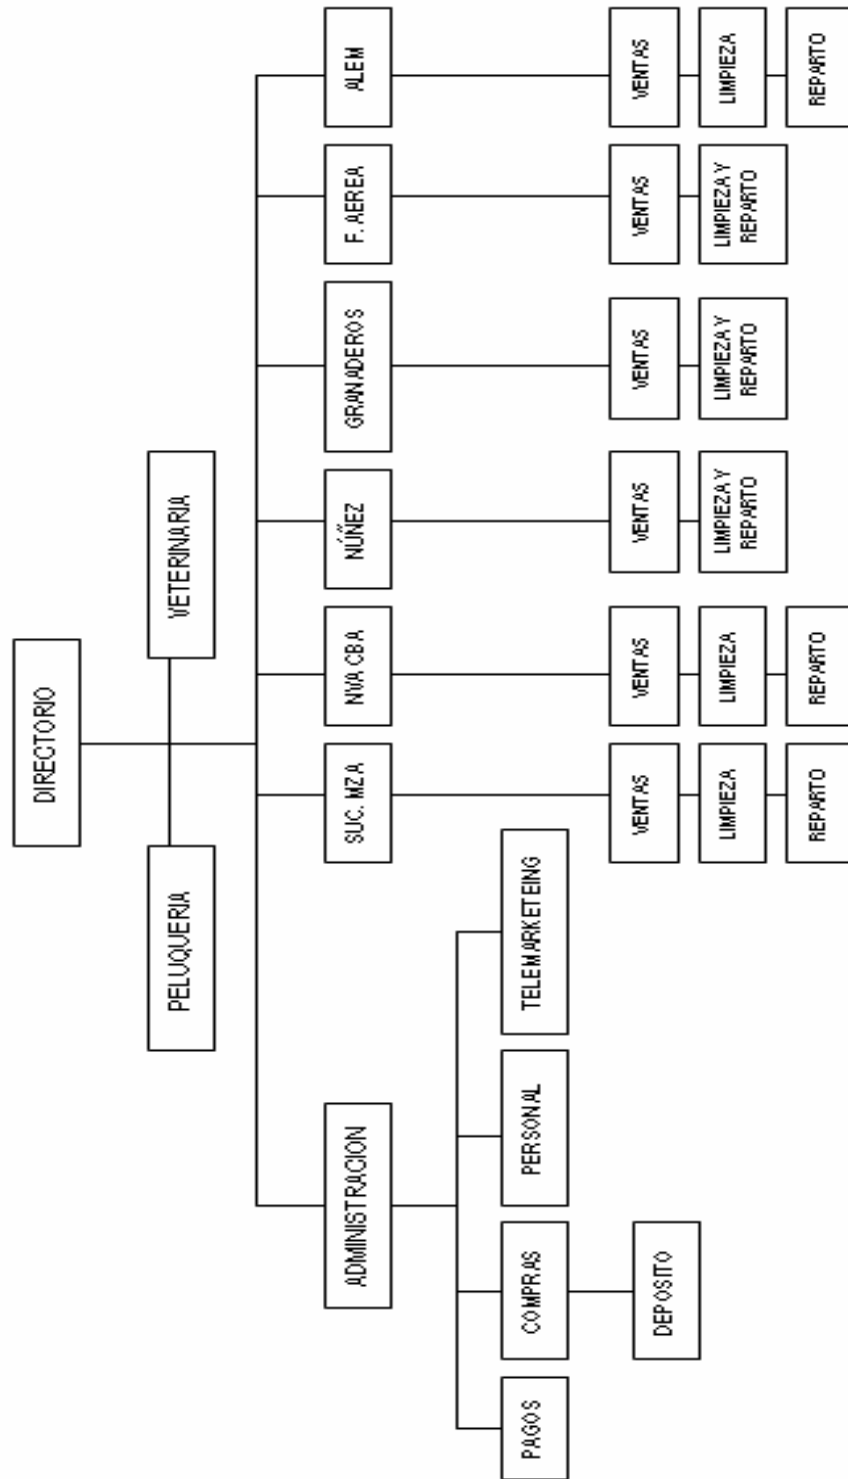 DIRECTORIO
PELUQUERIA
VETERINARIA
ADMINISTRACION
SUC. MZA
NVA CBA
NÚÑEZ
GRANADEROS
F. AEREA
ALEM
PAGOS
COMPRAS
PERSONAL
TELEMARKETEING
DEPOSITO
VENTAS
VENTAS
VENTAS
VENTAS
VENTAS
VENTAS
LIMPIEZA
LIMPIEZA
LIMPIEZA Y
REPARTO
LIMPIEZA Y
REPARTO
LIMPIEZA Y
REPARTO
LIMPIEZA
REPARTO
REPARTO
REPARTO